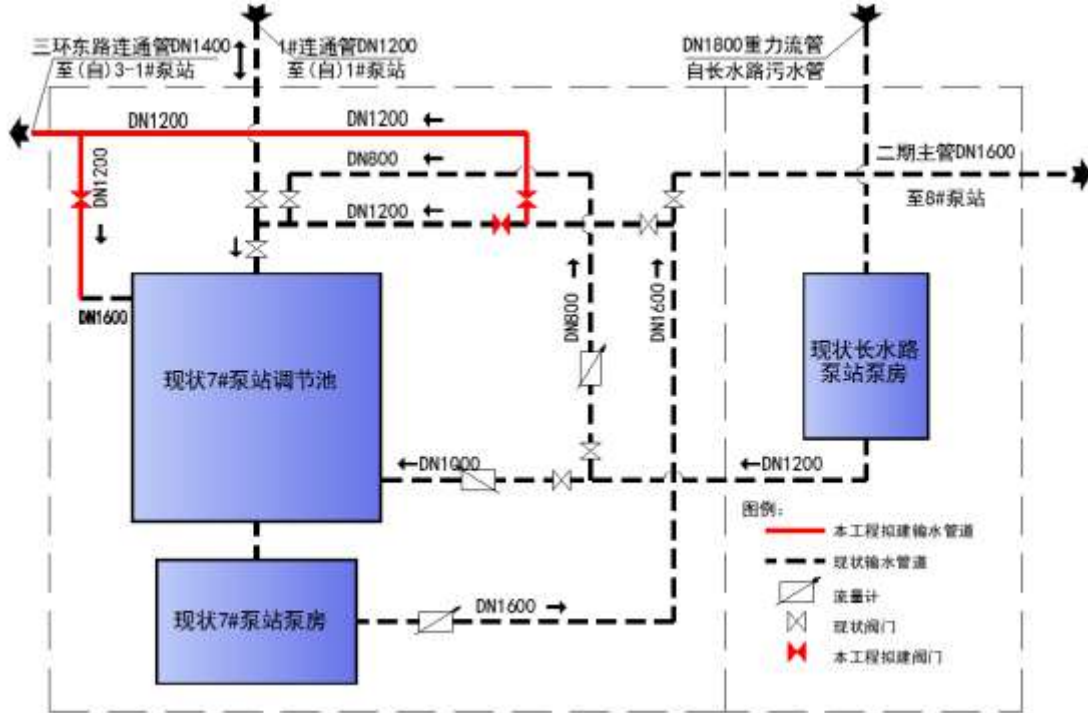 三环东路连通管DN1400
至(自)3-1#泵站
1#连通管DN1200
至(自)1#泵站
DN1800重力流管
自长水路污水管
DN1200
DN1200
DN800
DN1200
DN1200
二期主管DN1600
至8#泵站
DN1600
DN800
DN1600
现状7#泵站调节池
现状长水路
泵站泵房
DN1000
DN1200
图例:
本工程拟建输水管道
现状输水管道
流量计
现状阀门
本工程拟建阀门
DN1600
现状7#泵站泵房